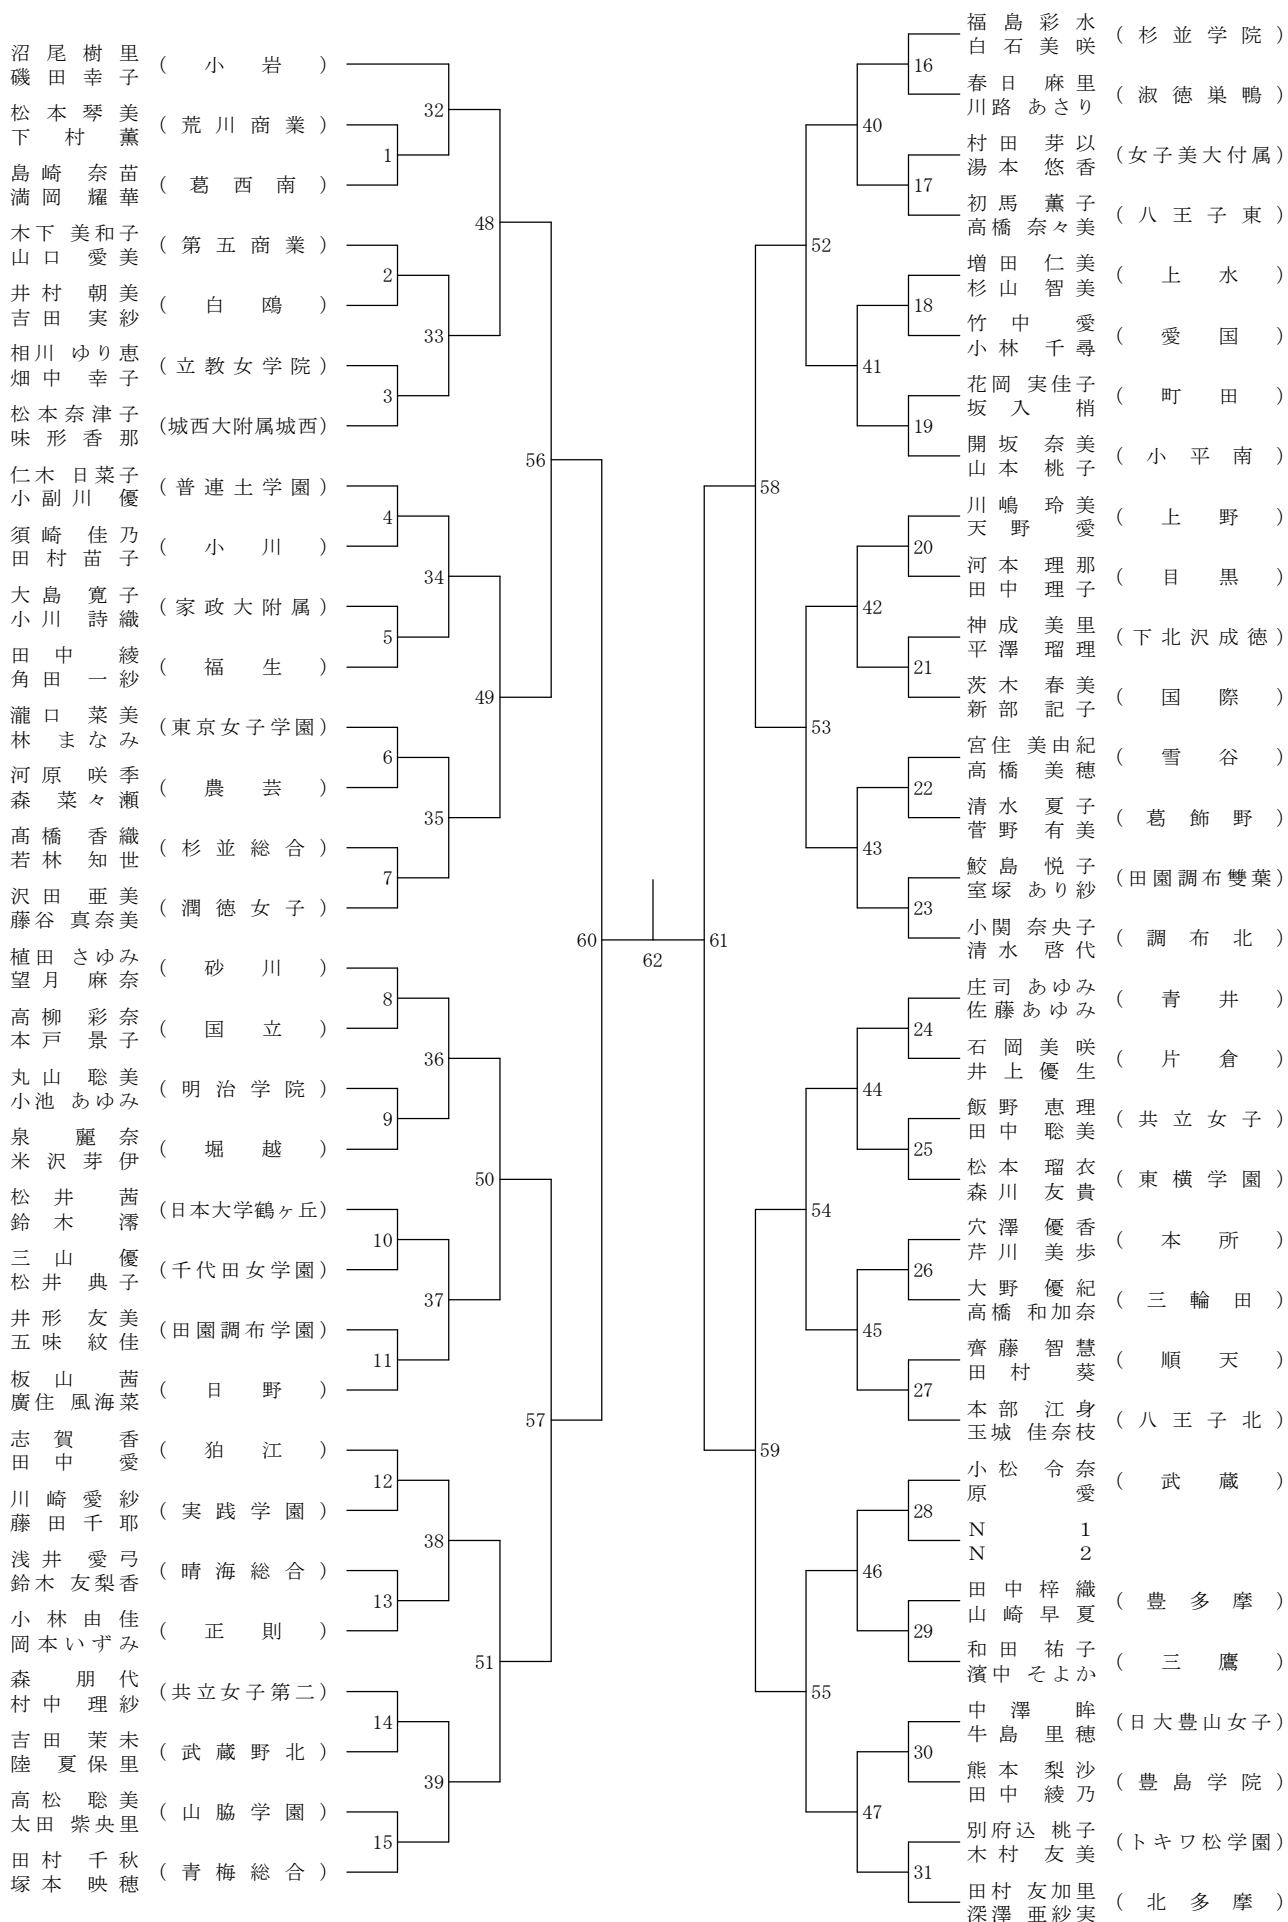 沼尾樹里
磯田幸子
(小岩)
松本琴美
下村薫
(荒川商業)
島崎奈苗
満岡耀華
(葛西南)
木下美和子
山口愛美
(第五商業)
井村朝美
吉田実紗
(白鴎)
相川ゆり恵
畑中幸子
(立教女学院)
松本奈津子
味形香那
(城西大附属城西)
仁木日菜子
小副川優
(普連土学園)
須崎佳乃
田村苗子
(小川)
大島寛子
小川詩織
(家政大附属)
田中綾
角田一紗
(福生)
瀧口菜美
林まなみ
(東京女子学園)
河原咲季
森菜々瀬
(農芸)
髙橋香織
若林知世
(杉並総合)
沢田亜美
藤谷真奈美
(潤徳女子)
植田さゆみ
望月麻奈
(砂川)
高柳彩奈
本戸景子
(国立)
丸山聡美
小池あゆみ
(明治学院)
泉麗奈
米沢芽伊
(堀越)
松井茜
鈴木澪
(日本大学鶴ヶ丘)
三山優
松井典子
(千代田女学園)
井形友美
五味紋佳
(田園調布学園)
板山茜
廣住風海菜
(日野)
志賀香
田中愛
(狛江)
川崎愛紗
藤田千耶
(実践学園)
浅井愛弓
鈴木友梨香
(晴海総合)
小林由佳
岡本いずみ
(正則)
森朋代
村中理紗
(共立女子第二)
吉田茉未
陸夏保里
(武蔵野北)
高松聡美
太田紫央里
(山脇学園)
田村千秋
塚本映穂
(青梅総合)
1
2
3
4
5
6
7
8
9
10
11
12
13
14
15
32
33
34
35
36
37
38
39
48
49
50
51
56
57
60
62
61
58
59
52
53
54
55
40
41
42
43
44
45
46
47
16
17
18
19
20
21
22
23
24
25
26
27
28
29
30
31
福島彩水
白石美咲
(杉並学院)
春日麻里
川路あさり
(淑徳巣鴨)
村田芽以
湯本悠香
(女子美大付属)
初馬薫子
高橋奈々美
(八王子東)
増田仁美
杉山智美
(上水)
竹中愛
小林千尋
(愛国)
花岡実佳子
坂入梢
(町田)
開坂奈美
山本桃子
(小平南)
川嶋玲美
天野愛
(上野)
河本理那
田中理子
(目黒)
神成美里
平澤瑠理
(下北沢成徳)
茨木春美
新部記子
(国際)
宮住美由紀
高橋美穂
(雪谷)
清水夏子
菅野有美
(葛飾野)
鮫島悦子
室塚あり紗
(田園調布雙葉)
小関奈央子
清水啓代
(調布北)
庄司あゆみ
佐藤あゆみ
(青井)
石岡美咲
井上優生
(片倉)
飯野恵理
田中聡美
(共立女子)
松本瑠衣
森川友貴
(東横学園)
穴澤優香
芹川美歩
(本所)
大野優紀
高橋和加奈
(三輪田)
齊藤智慧
田村葵
(順天)
本部江身
玉城佳奈枝
(八王子北)
小松令奈
原愛
(武蔵)
N 1
N 2
田中梓織
山崎早夏
(豊多摩)
和田祐子
濱中そよか
(三鷹)
中澤眸
牛島里穂
(日大豊山女子)
熊本梨沙
田中綾乃
(豊島学院)
別府込桃子
木村友美
(トキワ松学園)
田村友加里
深澤亜紗実
(北多摩)